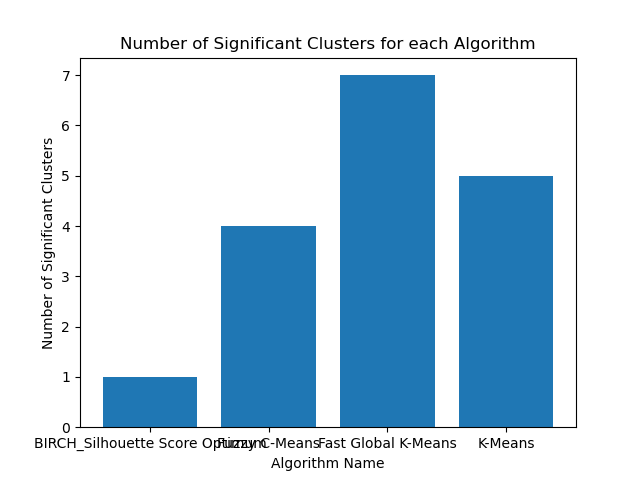 Number of Significant Clusters for each Algorithm
Number of Significant Clusters
7
6
5
4
3
2
1
0
BIRCH_Silhouette Score Optimum
Fuzzy C-Means
Fast Global K-Means
K-Means
Algorithm Name